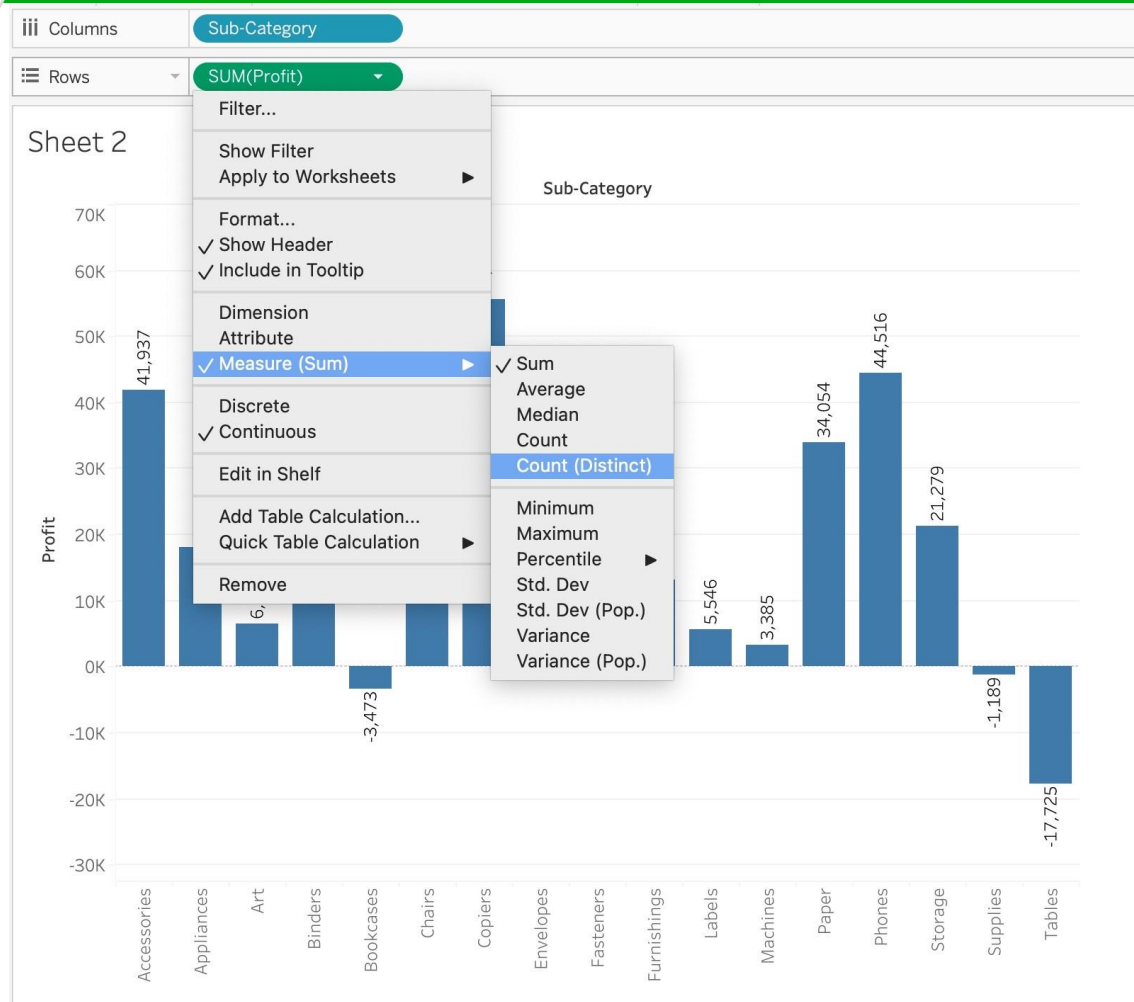 Columns
Sub-Category
Rows
SUM(Profit)
Sheet 2
Filter...
Show Filter
Apply to Worksheets
Format...
Show Header
Include in Tooltip
Dimension
Attribute
Measure (Sum)
Discrete
Continuous
Edit in Shelf
Add Table Calculation...
Quick Table Calculation
Remove
Sum
Average
Median
Count
Count (Distinct)
Minimum
Maximum
Percentile
Std. Dev
Std. Dev (Pop.)
Variance
Variance (Pop.)
Sub-Category
Profit
70K
60K
50K
40K
30K
20K
10K
0K
-10K
-20K
-30K
41,937
6,
-3,473
5,546
3,385
34,054
44,516
21,279
-1,189
-17,725
Accessories
Appliances
Art
Binders
Bookcases
Chairs
Copiers
Envelopes
Fasteners
Furnishings
Labels
Machines
Paper
Phones
Storage
Supplies
Tables